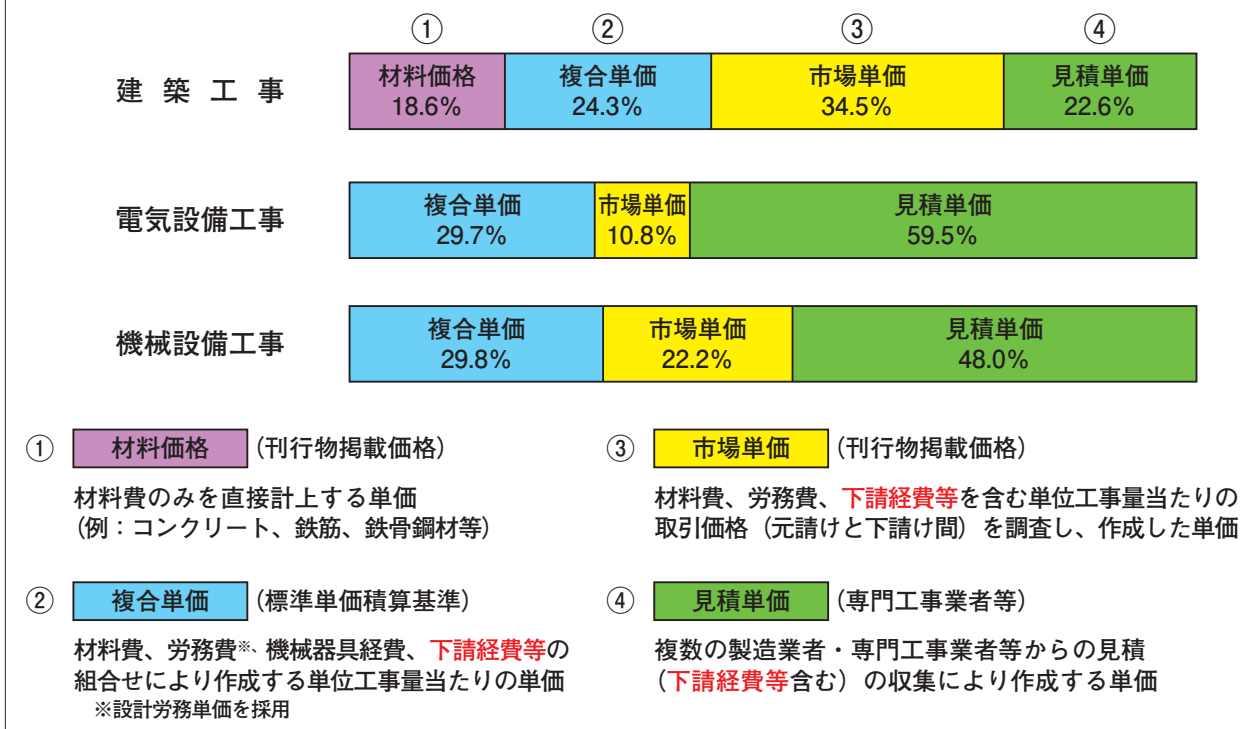 ① ② ③ ④
建築工事
材料価格
18.6%
複合単価
24.3%
市場単価
34.5%
見積単価
22.6%
電気設備工事
複合単価
29.7%
市場単価
10.8%
見積単価
59.5%
機械設備工事
複合単価
29.8%
市場単価
22.2%
見積単価
48.0%
① 材料価格 (刊行物掲載価格)
材料費のみを直接計上する単価
(例:コンクリート、鉄筋、鉄骨鋼材等)
② 複合単価 (標準単価積算基準)
材料費、労務費※、機械器具経費、下請経費等の
組合せにより作成する単位工事量当たりの単価
※設計労務単価を採用
③ 市場単価 (刊行物掲載価格)
材料費、労務費、下請経費等を含む単位工事量当たりの
取引価格(元請けと下請け間)を調査し、作成した単価
④ 見積単価 (専門工事業者等)
複数の製造業者・専門工事業者等からの見積
(下請経費等含む)の収集により作成する単価